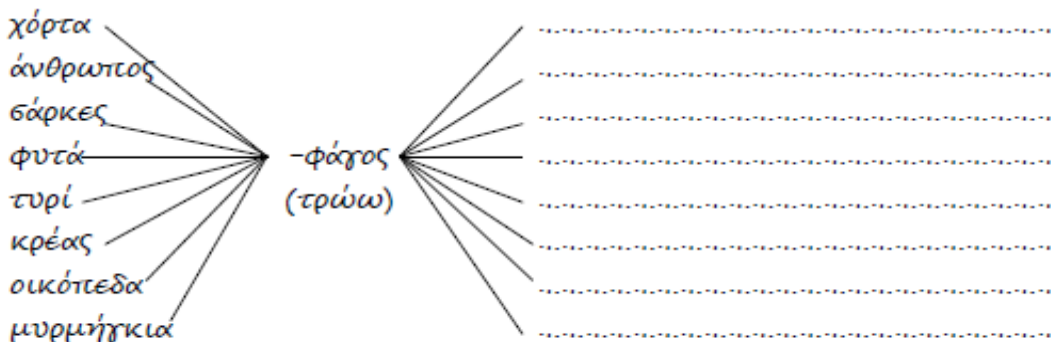 χόρτα
άνθρωπος
σάρκες
φυτά
-φάγος
τυρί
(τρώω)
κρέας
οικόπεδα
μυρμήγκια